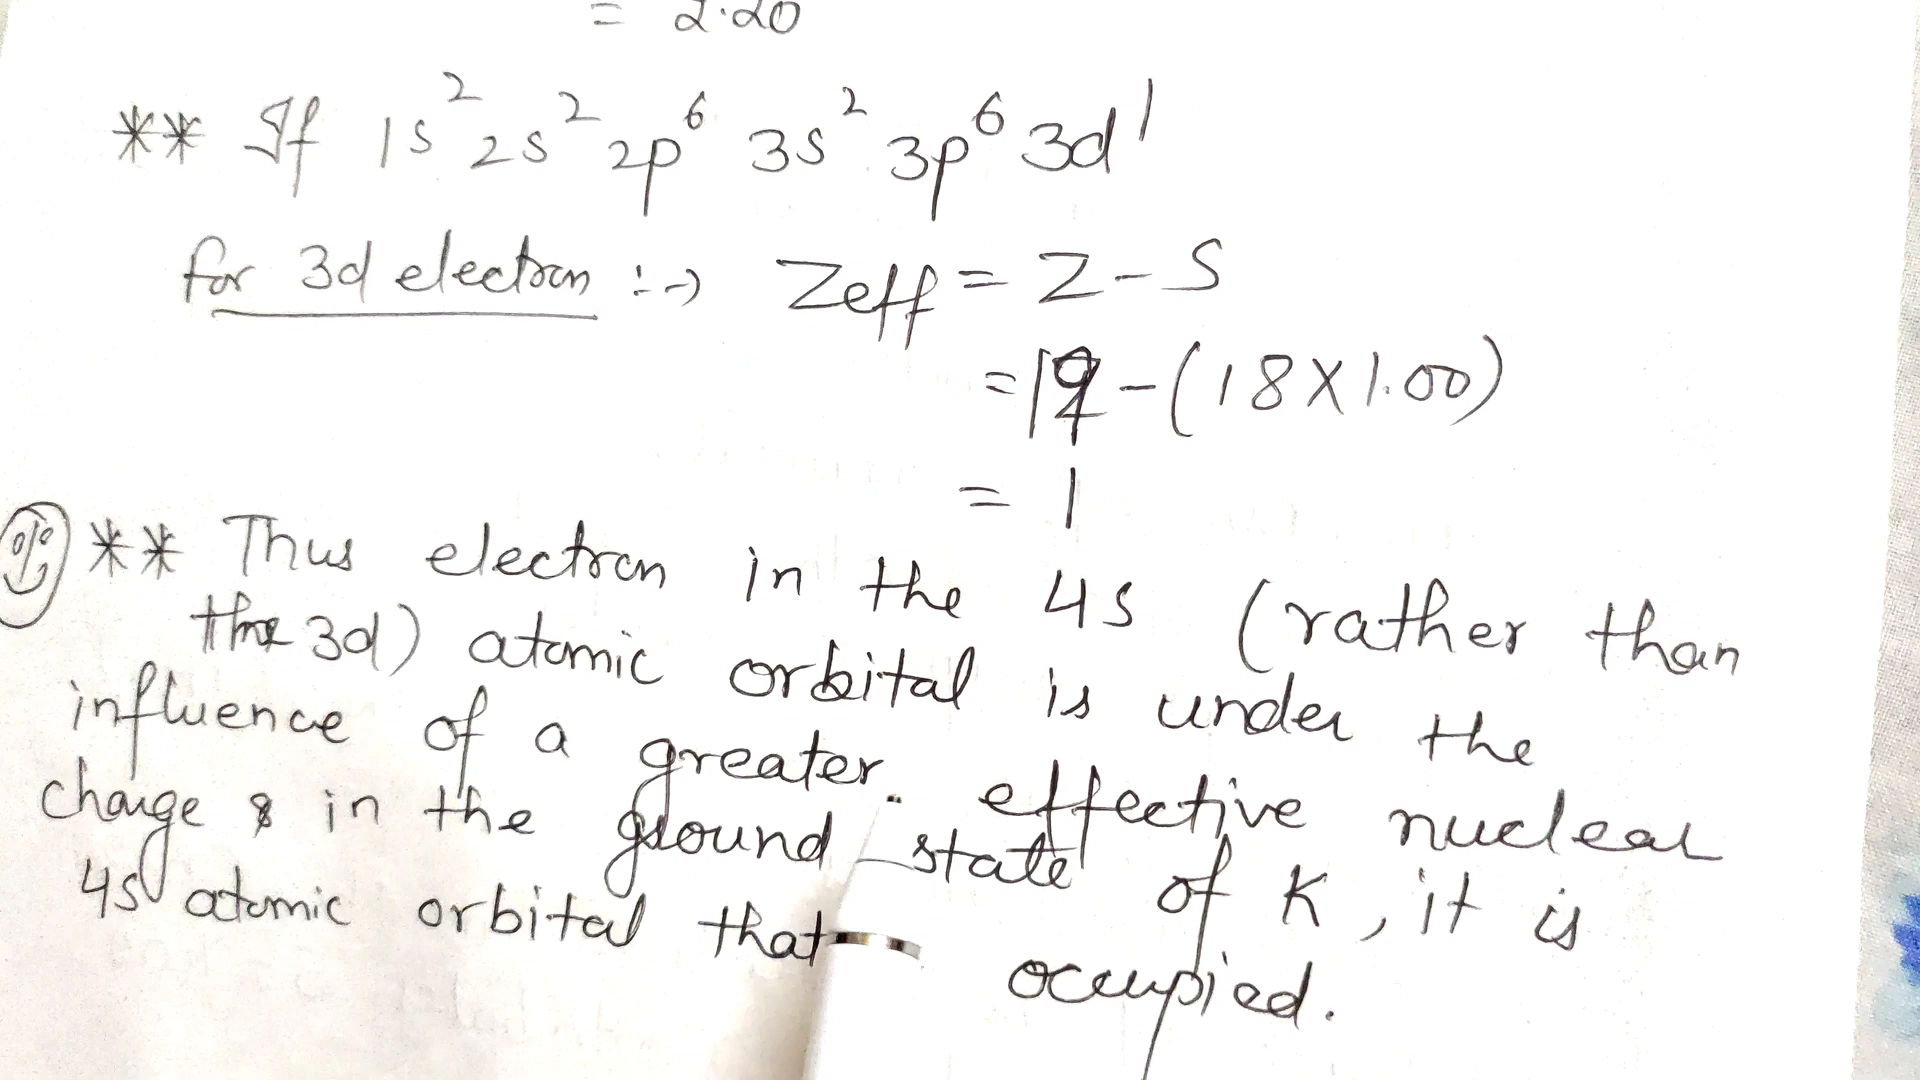 = 2.20
** If 1s² 2s² 2p⁶ 3s² 3p⁶ 3d¹
for 3d electron :→ Zeff = Z - S
= 19 - (18 X 1.00)
= 1
** Thus electron in the 4s (rather than
the 3d) atomic orbital is under the
influence of a greater effective nuclear
charge & in the ground state of K, it is
4s atomic orbital that occupied.